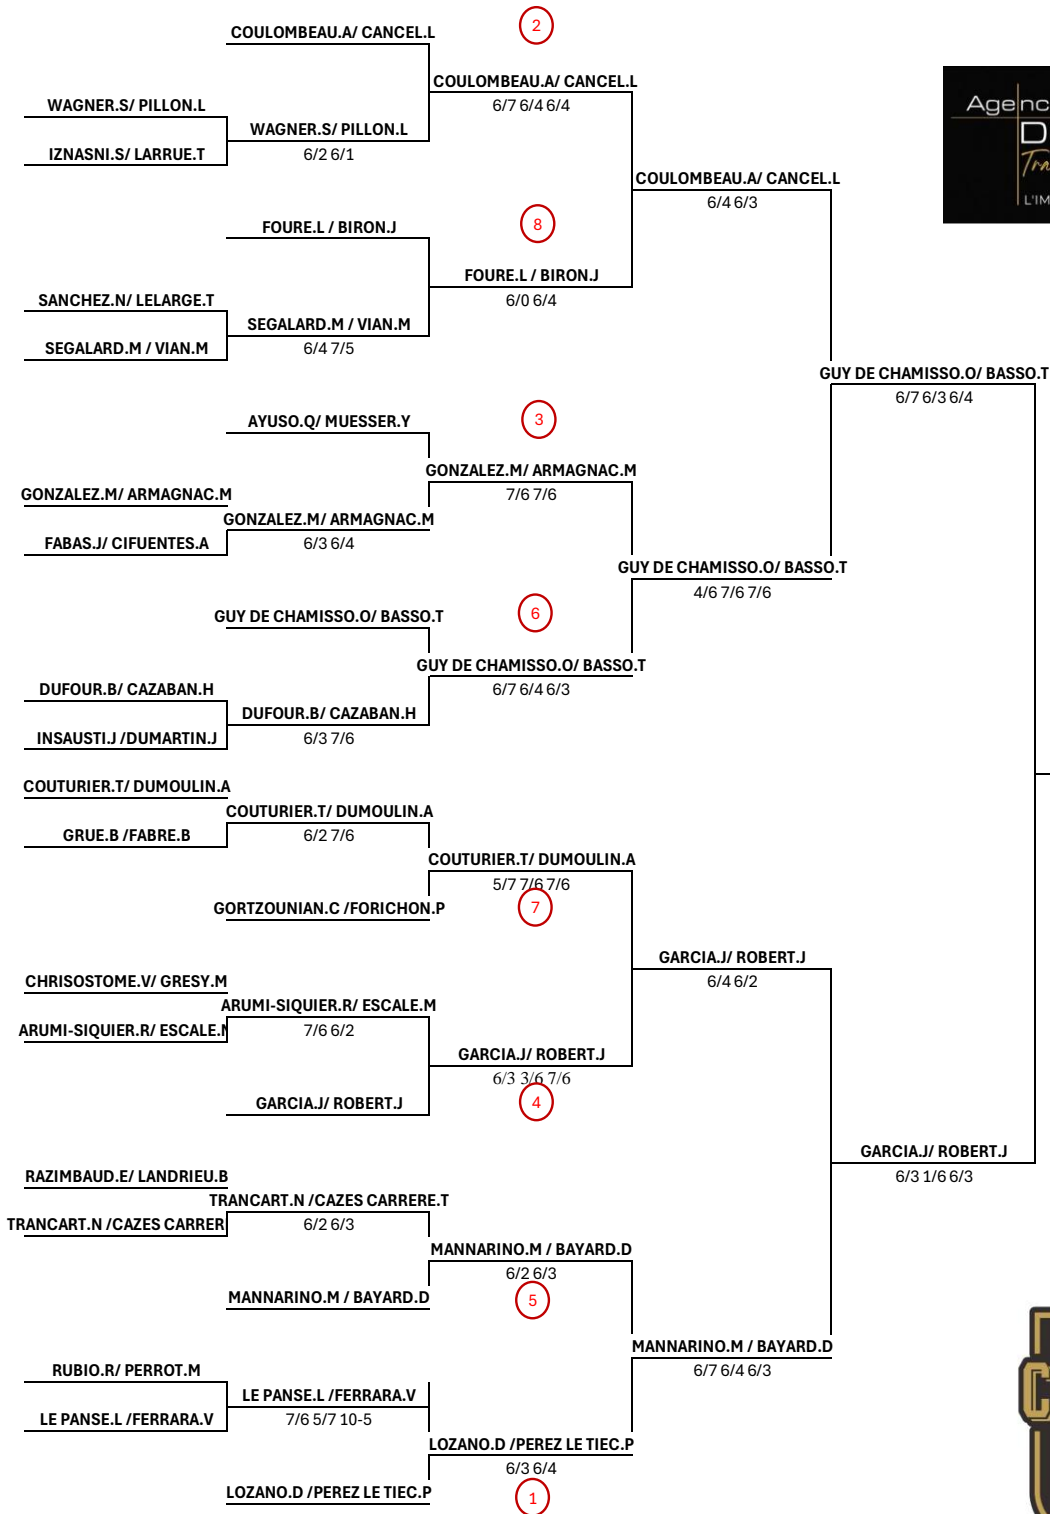 COULOMBEAU.A/ CANCEL.L
2
COULOMBEAU.A/ CANCEL.L
6/7 6/4 6/4
WAGNER.S/ PILLON.L
WAGNER.S/ PILLON.L
6/2 6/1
IZNASNI.S/ LARRUE.T
COULOMBEAU.A/ CANCEL.L
6/4 6/3
FOURE.L / BIRON.J
8
FOURE.L / BIRON.J
6/0 6/4
SANCHEZ.N/ LELARGE.T
SEGALARD.M / VIAN.M
6/4 7/5
SEGALARD.M / VIAN.M
GUY DE CHAMISSO.O/ BASSO.T
6/7 6/3 6/4
AYUSO.Q/ MUESSER.Y
3
GONZALEZ.M/ ARMAGNAC.M
7/6 7/6
GONZALEZ.M/ ARMAGNAC.M
GONZALEZ.M/ ARMAGNAC.M
6/3 6/4
FABAS.J/ CIFUENTES.A
GUY DE CHAMISSO.O/ BASSO.T
4/6 7/6 7/6
GUY DE CHAMISSO.O/ BASSO.T
6
GUY DE CHAMISSO.O/ BASSO.T
6/7 6/4 6/3
DUFOUR.B/ CAZABAN.H
DUFOUR.B/ CAZABAN.H
6/3 7/6
INSAUSTI.J /DUMARTIN.J
COUTURIER.T/ DUMOULIN.A
COUTURIER.T/ DUMOULIN.A
6/2 7/6
GRUE.B /FABRE.B
COUTURIER.T/ DUMOULIN.A
5/7 7/6 7/6
GORTZOUNIAN.C /FORICHON.P
7
GARCIA.J/ ROBERT.J
6/4 6/2
CHRISOSTOME.V/ GRESY.M
ARUMI-SIQUIER.R/ ESCALE.M
7/6 6/2
ARUMI-SIQUIER.R/ ESCALE.
GARCIA.J/ ROBERT.J
6/3 3/6 7/6
GARCIA.J/ ROBERT.J
4
GARCIA.J/ ROBERT.J
6/3 1/6 6/3
RAZIMBAUD.E/ LANDRIEU.B
TRANCART.N /CAZES CARRERE.T
6/2 6/3
TRANCART.N /CAZES CARRER
MANNARINO.M / BAYARD.D
6/2 6/3
MANNARINO.M / BAYARD.D
5
MANNARINO.M / BAYARD.D
6/7 6/4 6/3
RUBIO.R/ PERROT.M
LE PANSE.L /FERRARA.V
7/6 5/7 10-5
LE PANSE.L /FERRARA.V
LOZANO.D /PEREZ LE TIEC.P
6/3 6/4
LOZANO.D /PEREZ LE TIEC.P
1
Agenc
D
L'IM